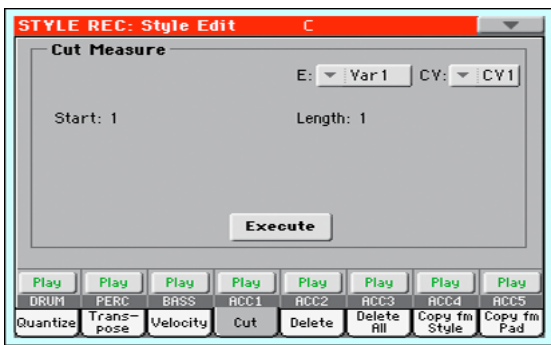 STYLE REC: Style Edit C
Cut Measure
E: Var1 CV: CV1
Start: 1 Length: 1
Execute
Play Play Play Play Play Play Play Play
DRUM PERC BASS ACC1 ACC2 ACC3 ACC4 ACC5
Quantize Trans-pose Velocity Cut Delete Delete All Copy fm Style Copy fm Pad